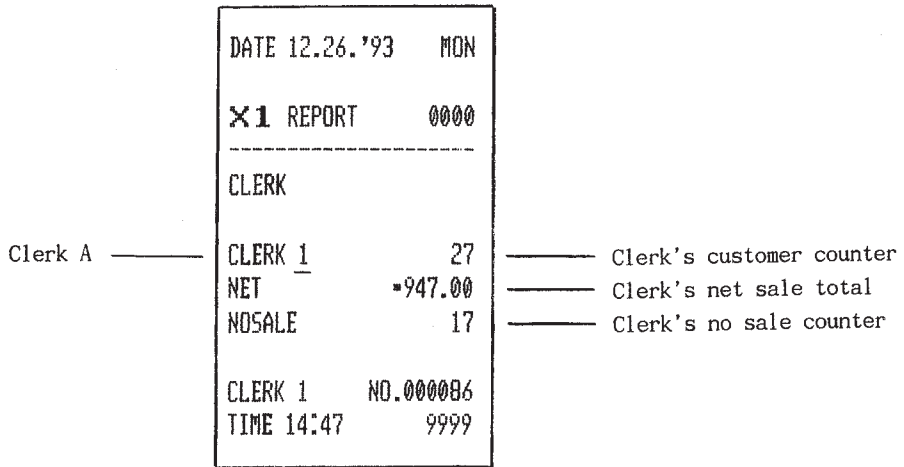 DATE 12.26.'93 MON
X1 REPORT 0000
CLERK
Clerk A CLERK 1 27 Clerk's customer counter
NET *947.00 Clerk's net sale total
NOSALE 17 Clerk's no sale counter
CLERK 1 NO.000086
TIME 14:47 9999